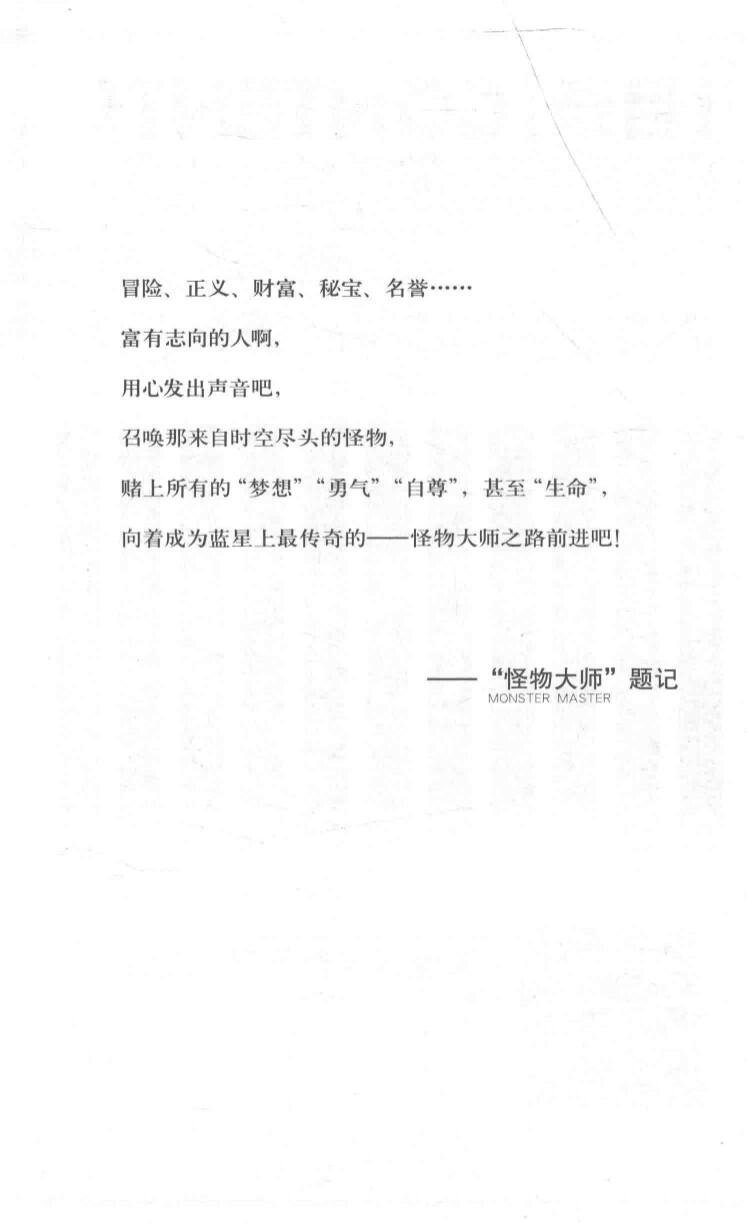 冒险、正义、财富、秘宝、名誉……
富有志向的人啊，
用心发出声音吧，
召唤那来自时空尽头的怪物，
赌上所有的“梦想”“勇气”“自尊”，甚至“生命”，
向着成为蓝星上最传奇的——怪物大师之路前进吧！
——“怪物大师”题记
MONSTER MASTER